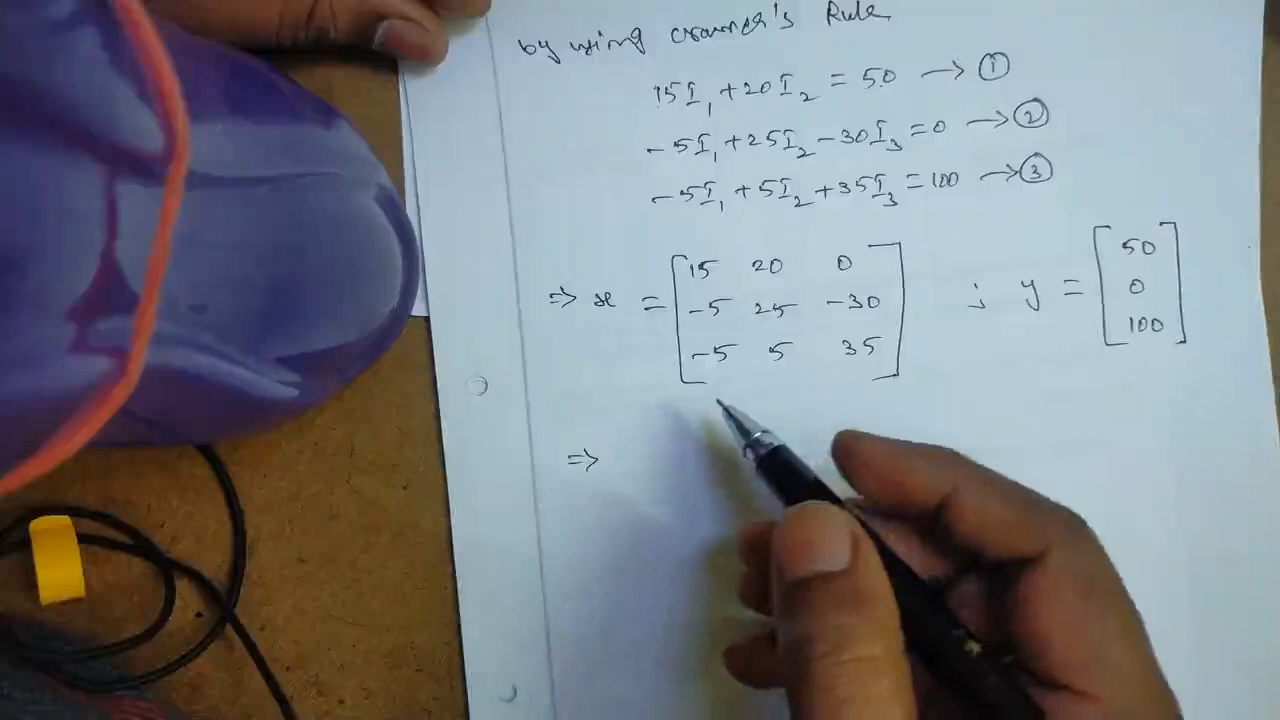 by using cramer's Rule
15I₁ + 20I₂ = 50 → ①
-5I₁ + 25I₂ - 30I₃ = 0 → ②
-5I₁ + 5I₂ + 35I₃ = 100 → ③
⇒ x = [15 20 0 ; y = [50
-5 25 -30 0
-5 5 35] 100]
⇒